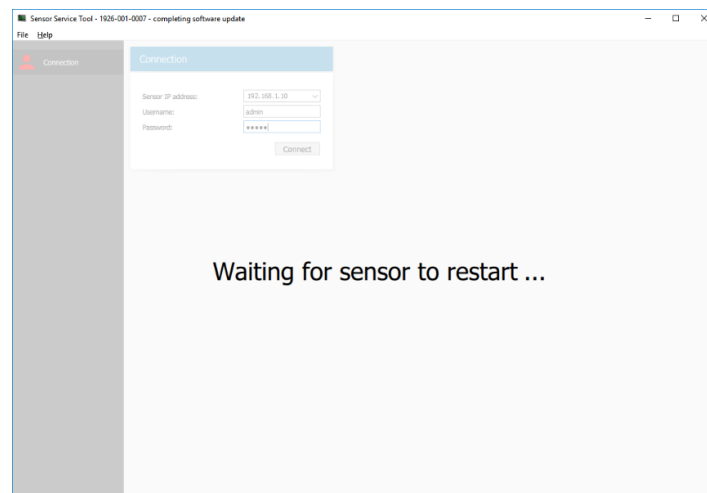 Sensor Service Tool - 1926-001-0007 - completing software update
File Help
Connection
Connection
Sensor IP address: 192.168.1.10
Username: admin
Password: •••••
Connect
Waiting for sensor to restart ...